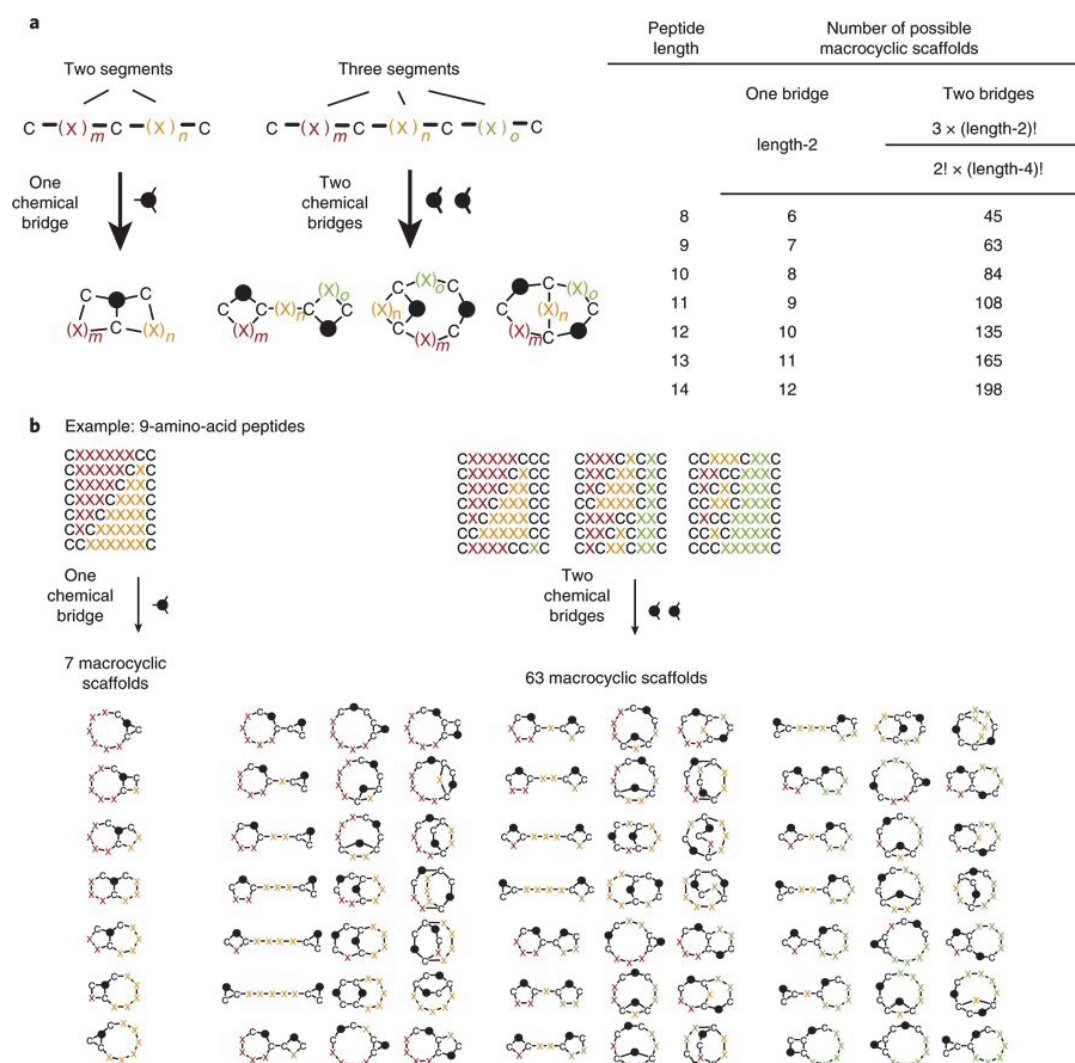 a
Two segments
C (X)m C (X)n C
Three segments
C (X)m C (X)n C (X)o C
One
chemical
bridge
Two
chemical
bridges
C C
(X)m C (X)n
(X)o
C (X)n C C
(X)m
(X)o C
(X)n C
(X)m
C (X)o
C (X)n C
(X)m C
Peptide
length
Number of possible
macrocyclic scaffolds
One bridge Two bridges
length-2
3 × (length-2)!
2! × (length-4)!
8 6 45
9 7 63
10 8 84
11 9 108
12 10 135
13 11 165
14 12 198
b Example: 9-amino-acid peptides
CXXXXXXCC
CXXXXXCXC
CXXXXCXXC
CXXXCXXXC
CXXCXXXXC
CXCXXXXXC
CCXXXXXXC
CXXXXXCCC CXXXCXCXC CCXXXCXXC
CXXXXCXCC CXXCXXCXC CXXCCXXXC
CXXXCXXCC CXCXXXCXC CXCXCXXXC
CXXCXXXCC CCXXXXCXC CCXXCXXXC
CXCXXXXCC CXXXCCXXC CXCCXXXXC
CCXXXXXCC CXXCXCXXC CCXCXXXXC
CXXXXCCXC CXCXXCXXC CCCXXXXXC
One
chemical
bridge
Two
chemical
bridges
7 macrocyclic
scaffolds
63 macrocyclic scaffolds